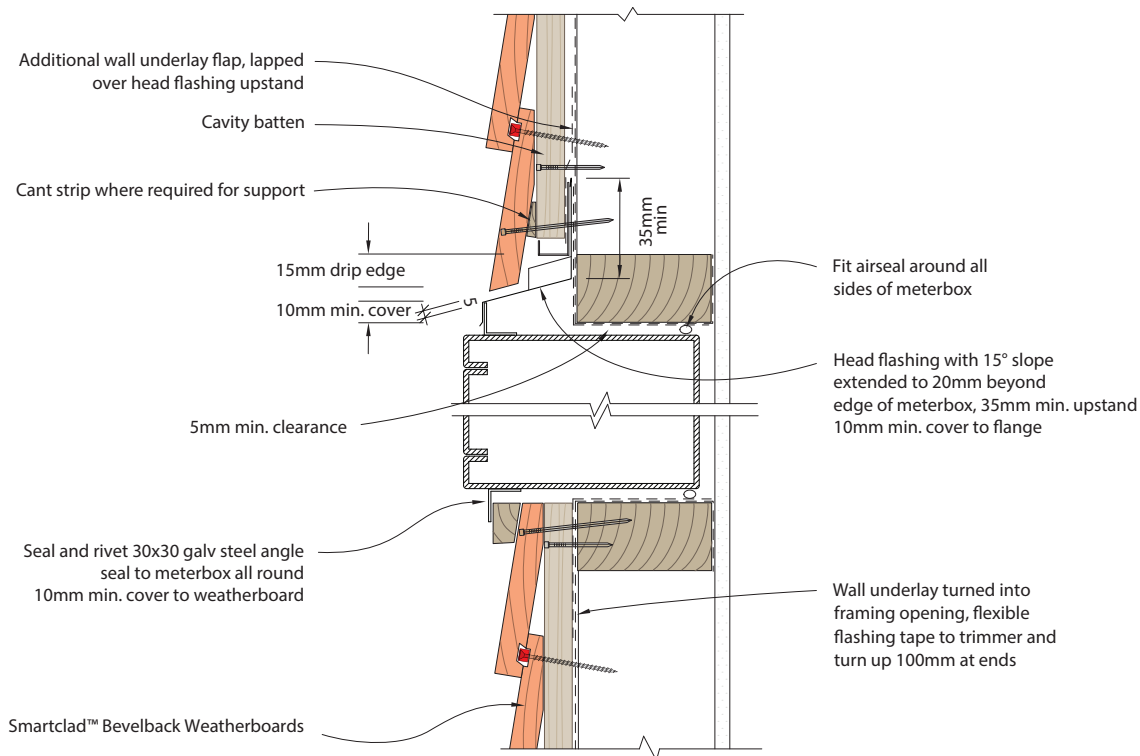 Additional wall underlay flap, lapped
over head flashing upstand
Cavity batten
Cant strip where required for support
35mm
min
15mm drip edge
10mm min. cover
5
Fit airseal around all
sides of meterbox
Head flashing with 15° slope
extended to 20mm beyond
edge of meterbox, 35mm min. upstand
10mm min. cover to flange
5mm min. clearance
Seal and rivet 30x30 galv steel angle
seal to meterbox all round
10mm min. cover to weatherboard
Wall underlay turned into
framing opening, flexible
flashing tape to trimmer and
turn up 100mm at ends
Smartclad™ Bevelback Weatherboards